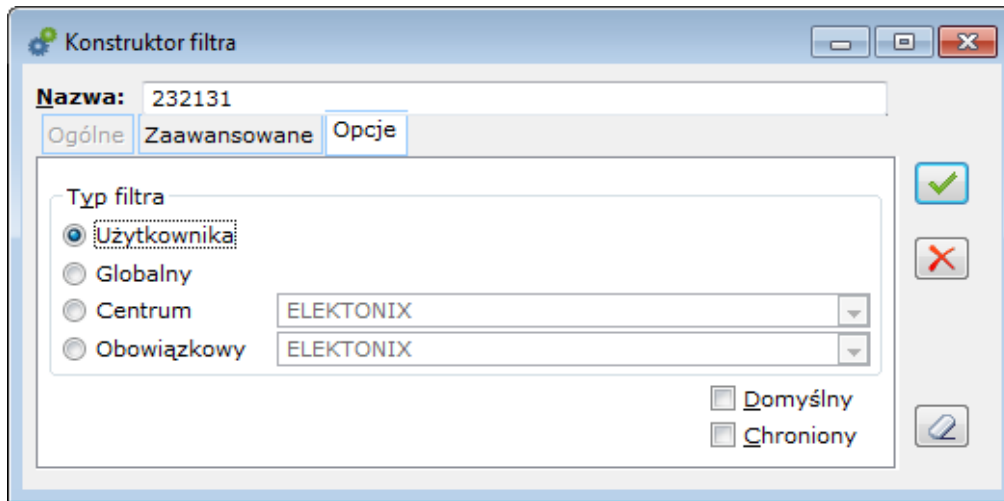 Konstruktor filtra
Nazwa: 232131
Ogólne Zaawansowane Opcje
Typ filtra
Użytkownika
Globalny
Centrum ELEKTONIX
Obowiązkowy ELEKTONIX
Domyślny
Chroniony